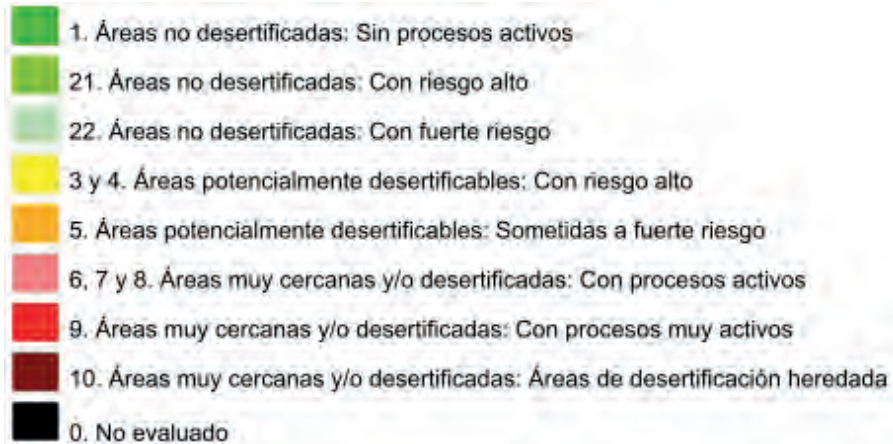 1. Áreas no desertificadas: Sin procesos activos
21. Áreas no desertificadas: Con riesgo alto
22. Áreas no desertificadas: Con fuerte riesgo
3 y 4. Áreas potencialmente desertificables: Con riesgo alto
5. Áreas potencialmente desertificables: Sometidas a fuerte riesgo
6, 7 y 8. Áreas muy cercanas y/o desertificadas: Con procesos activos
9. Áreas muy cercanas y/o desertificadas: Con procesos muy activos
10. Áreas muy cercanas y/o desertificadas: Áreas de desertificación heredada
0. No evaluado